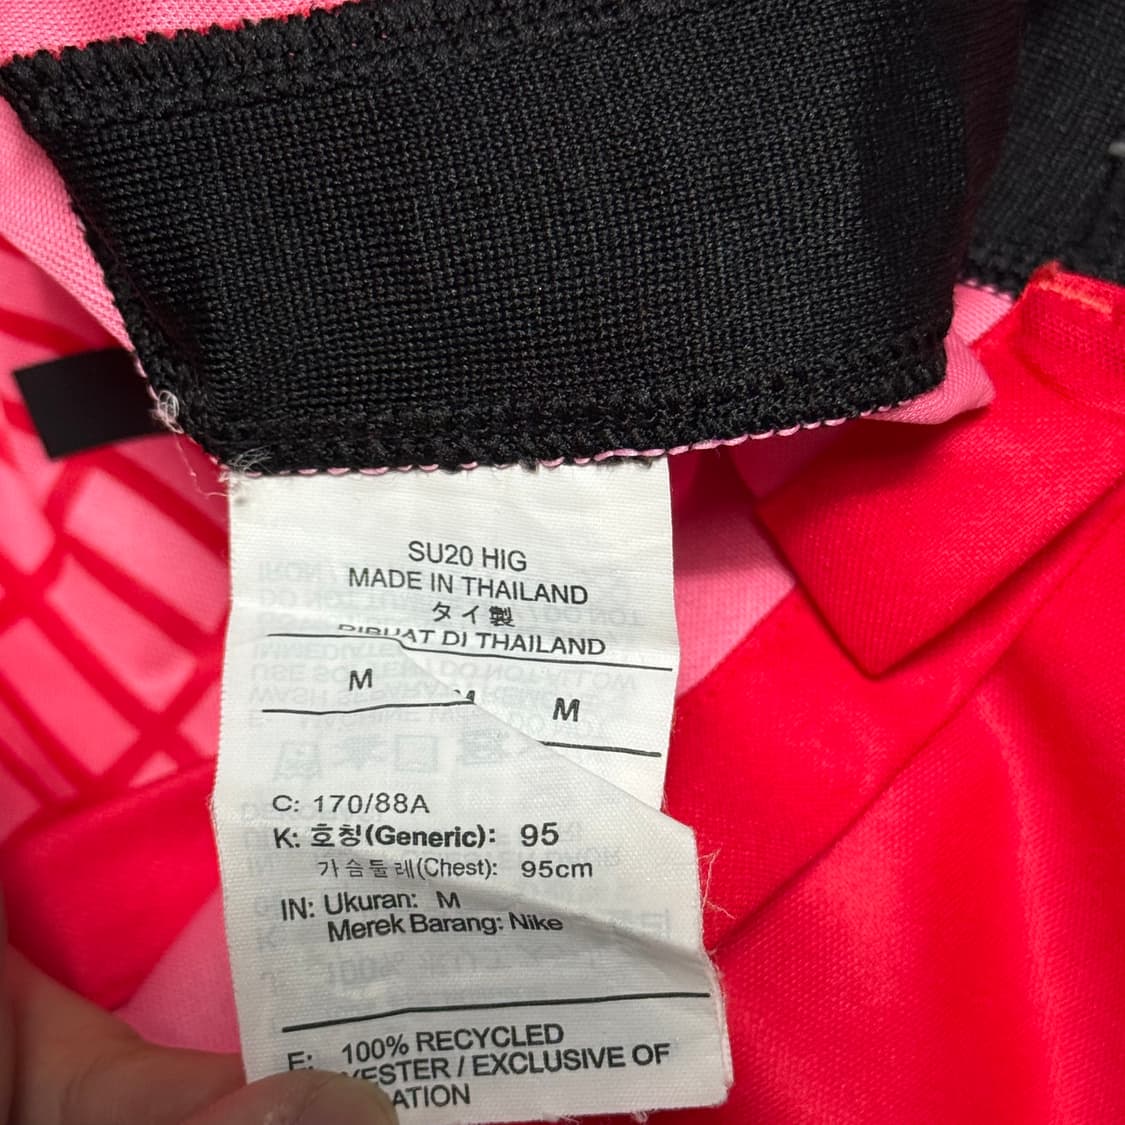 SU20 HIG
MADE IN THAILAND
タイ製
DIBUAT DI THAILAND
M M
C: 170/88A
K: 호칭(Generic): 95
가슴둘레(Chest): 95cm
IN: Ukuran: M
Merek Barang: Nike
E: 100% RECYCLED
YESTER / EXCLUSIVE OF
ATION